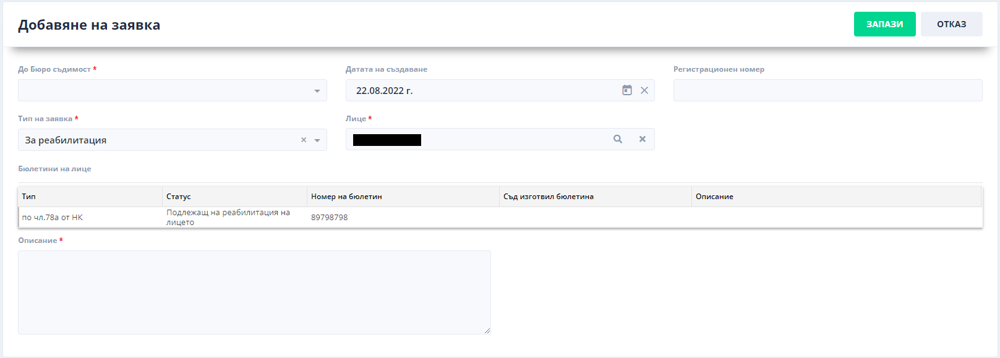 Добавяне на заявка
ЗАПАЗИ
ОТКАЗ
До Бюро съдимост *
Датата на създаване
Регистрационен номер
22.08.2022 г.
Тип на заявка *
Лице *
За реабилитация
Бюлетини на лице
Тип
Статус
Номер на бюлетин
Съд изготвил бюлетина
Описание
по чл.78а от НК
Подлежащ на реабилитация на
лицето
89798798
Описание *